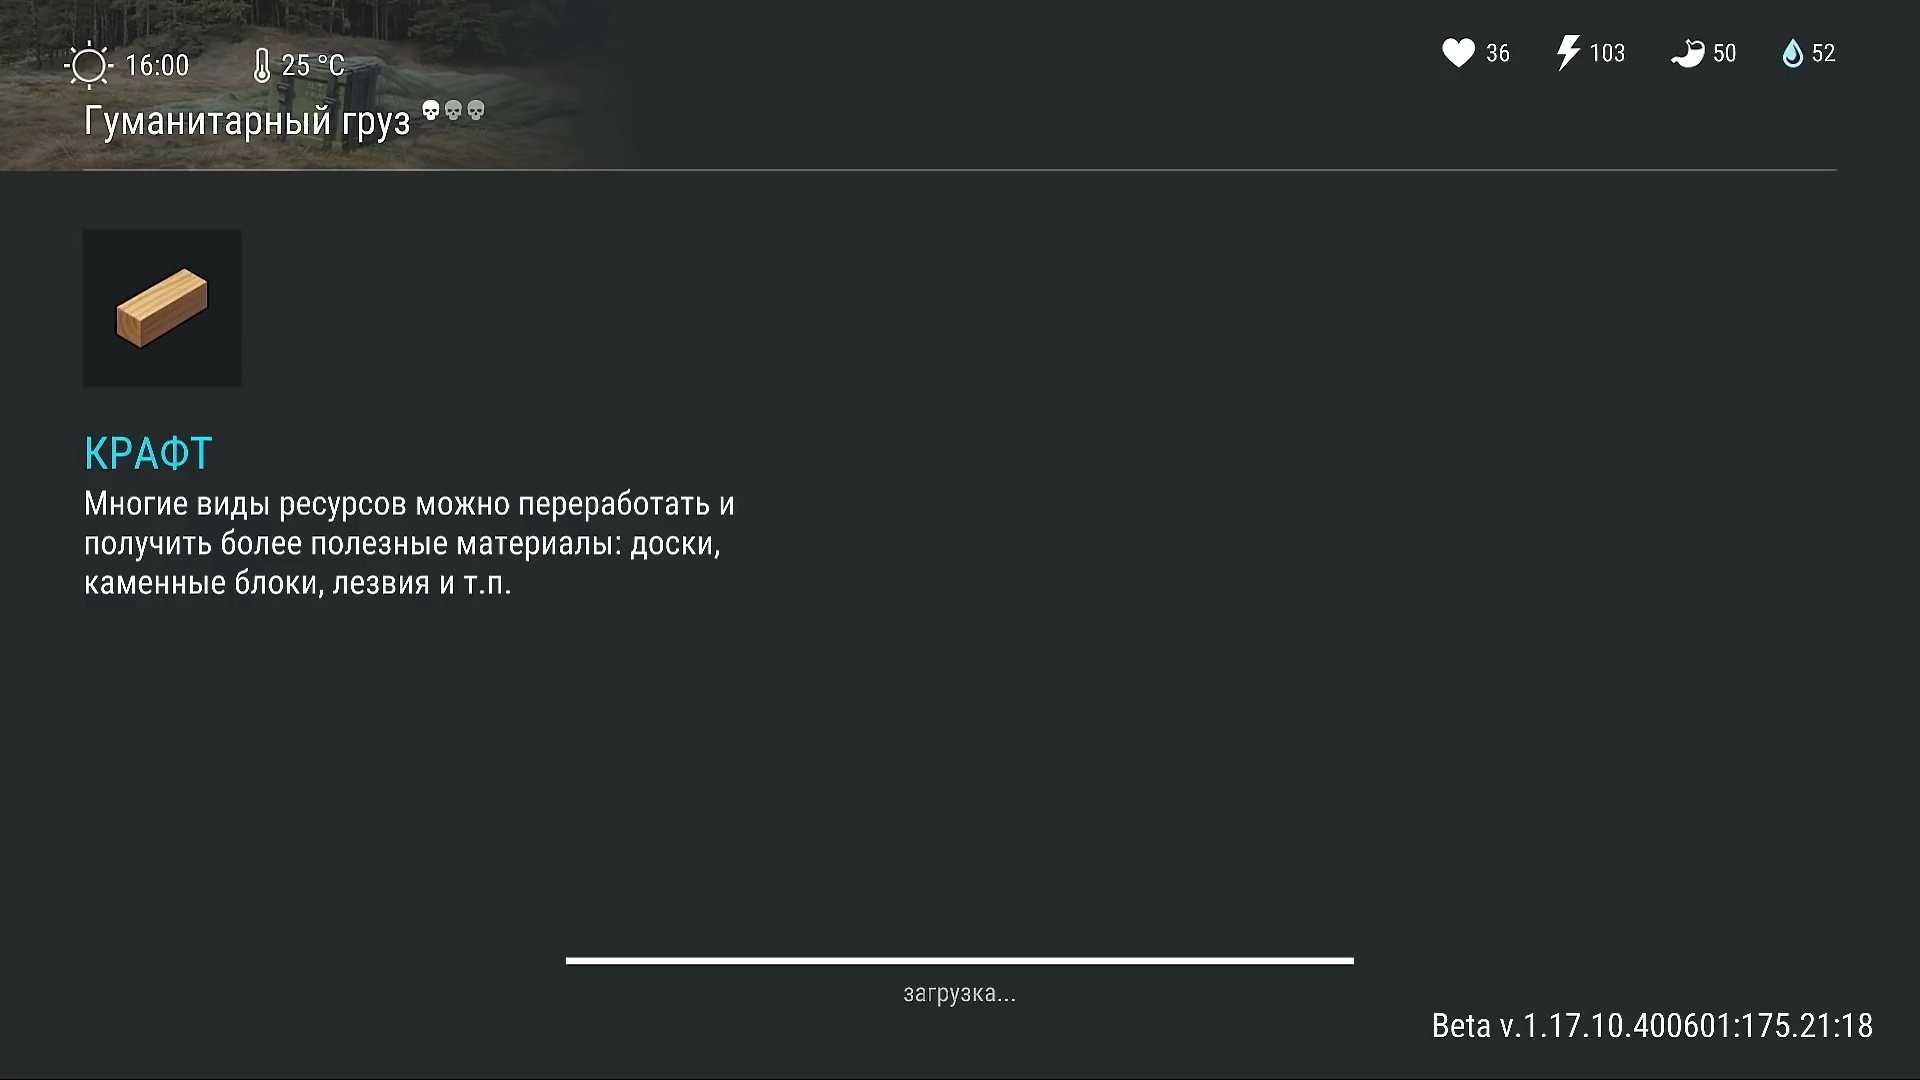 16:00
25 °C
36
103
50
52
Гуманитарный груз
КРАФТ
Многие виды ресурсов можно переработать и
получить более полезные материалы: доски,
каменные блоки, лезвия и т.п.
загрузка...
Beta v.1.17.10.400601:175.21:18